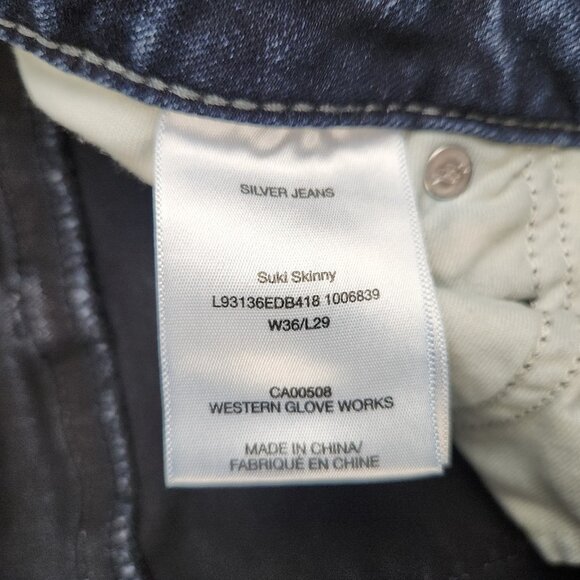 SILVER JEANS
Suki Skinny
L93136EDB418 1006839
W36/L29
CA00508
WESTERN GLOVE WORKS
MADE IN CHINA/
FABRIQUÉ EN CHINE